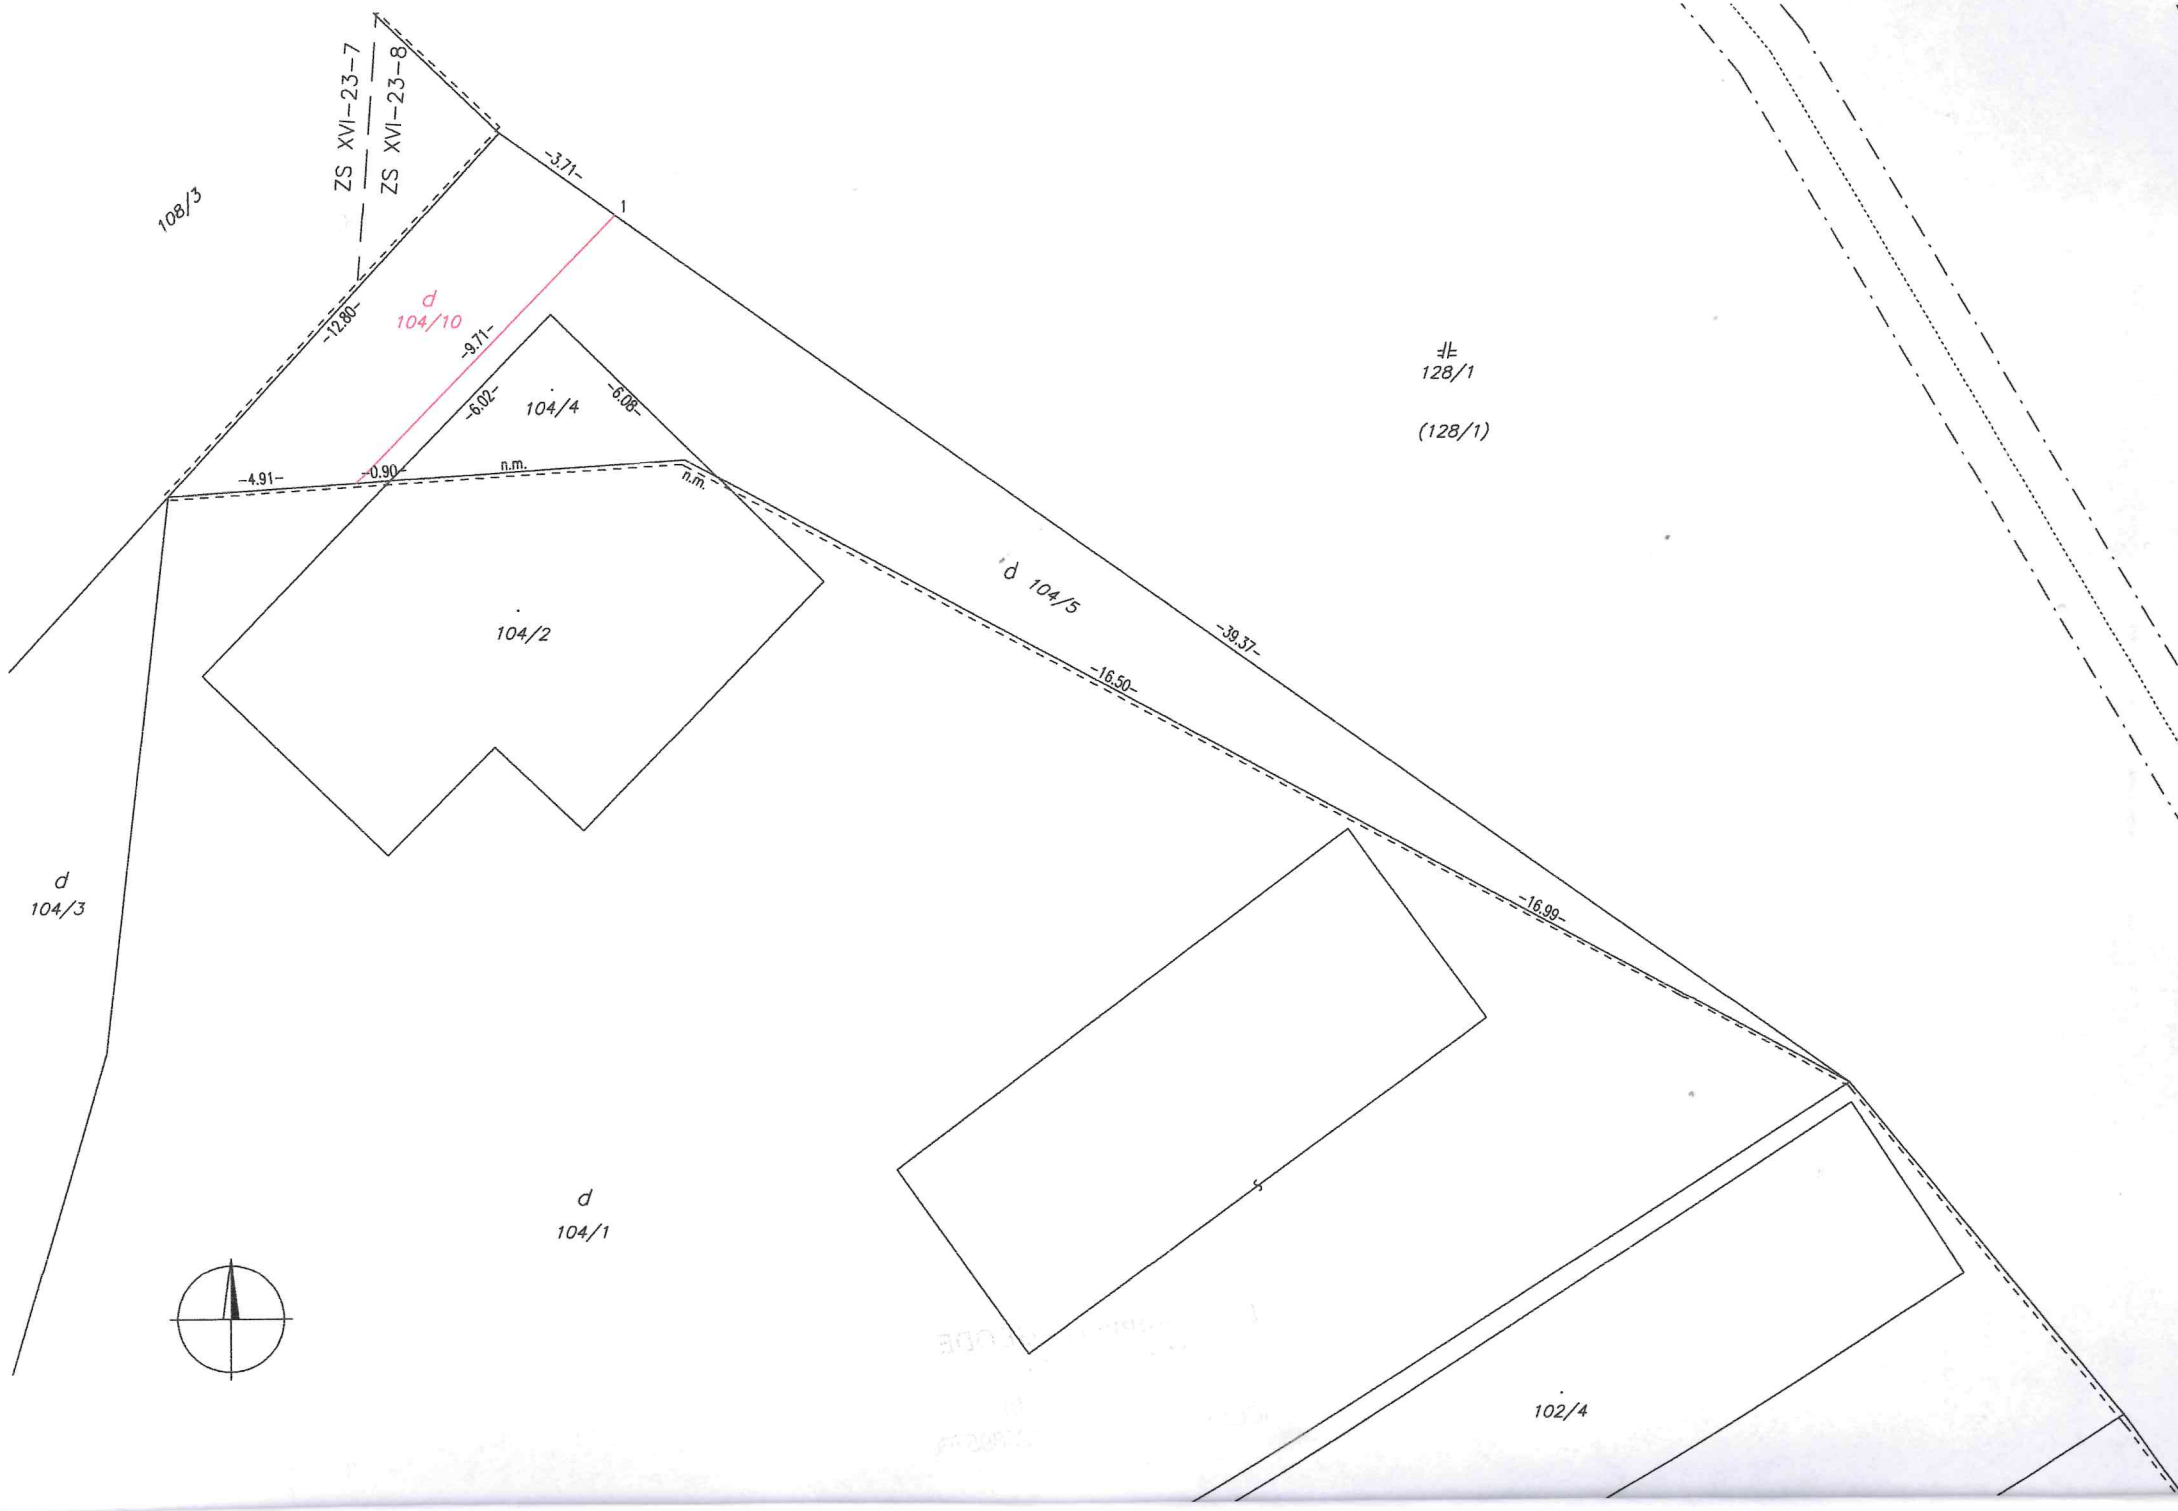 ZS XVI-23-7
ZS XVI-23-8
108/3
-3.71-
1
d
104/10
-12.80-
-9.71-
-6.02-
-6.08-
104/4
-4.91-
-0.90-
n.m.
n.m.
128/1
(128/1)
d 104/5
-39.37-
104/2
-16.50-
d
104/3
-16.99-
d
104/1
102/4